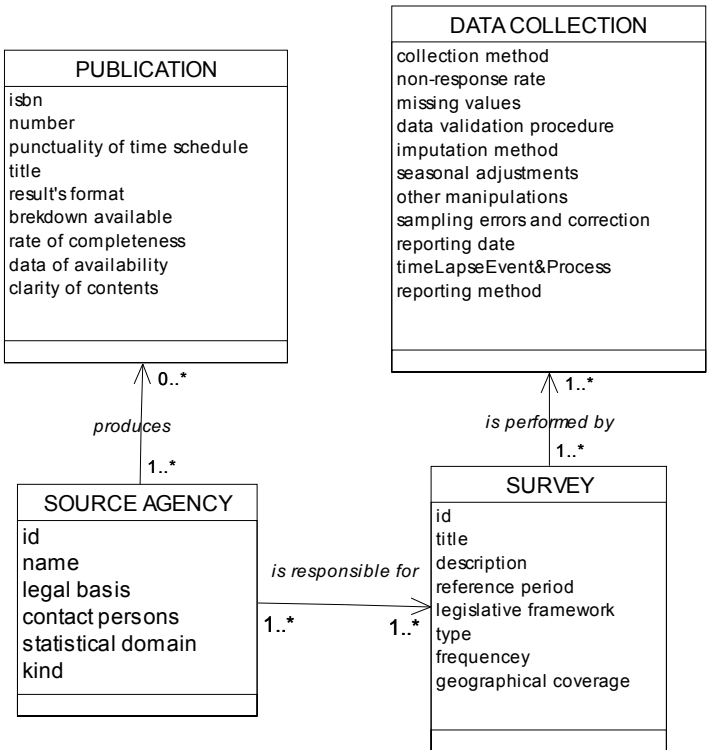 PUBLICATION
isbn
number
punctuality of time schedule
title
result's format
brekdown available
rate of completeness
data of availability
clarity of contents
DATA COLLECTION
collection method
non-response rate
missing values
data validation procedure
imputation method
seasonal adjustments
other manipulations
sampling errors and correction
reporting date
timeLapseEvent&Process
reporting method
0..*
produces
1..*
1..*
is performed by
1..*
SOURCE AGENCY
id
name
legal basis
contact persons
statistical domain
kind
is responsible for
1..*
1..*
SURVEY
id
title
description
reference period
legislative framework
type
frequencey
geographical coverage